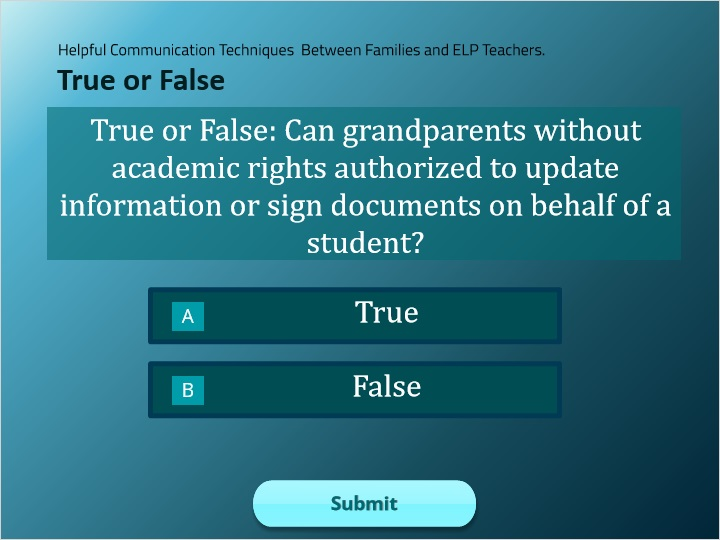 Helpful Communication Techniques  Between Families and ELP Teachers.
True or False
True or False: Can grandparents without
academic rights authorized to update
information or sign documents on behalf of a
student?
A True
B False
Submit